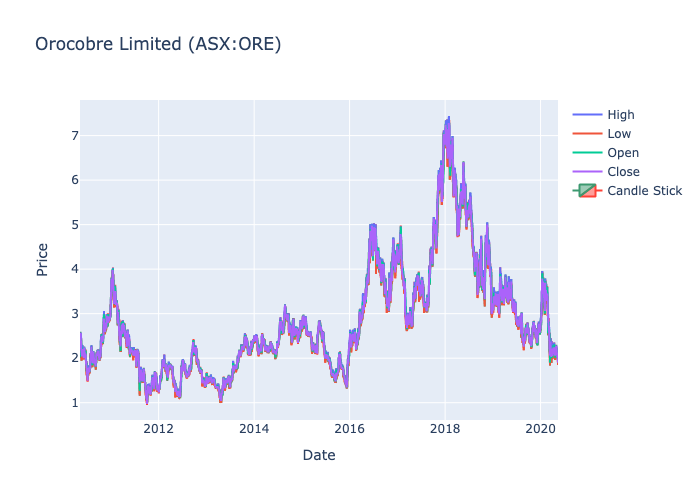 Orocobre Limited (ASX:ORE)
High
Low
Open
Close
Candle Stick
Price
7
6
5
4
3
2
1
2012
2014
2016
2018
2020
Date